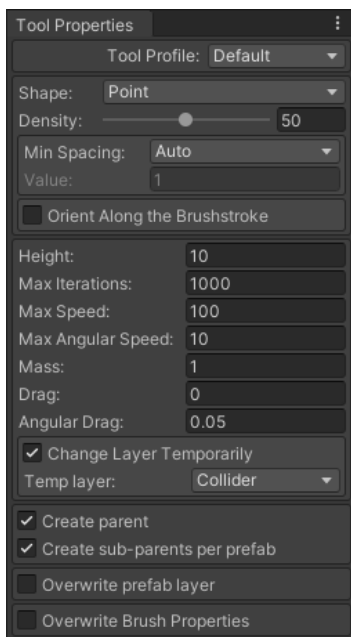 Tool Properties
Tool Profile: Default
Shape: Point
Density: 50
Min Spacing: Auto
Value: 1
Orient Along the Brushstroke
Height: 10
Max Iterations: 1000
Max Speed: 100
Max Angular Speed: 10
Mass: 1
Drag: 0
Angular Drag: 0.05
Change Layer Temporarily
Temp layer: Collider
Create parent
Create sub-parents per prefab
Overwrite prefab layer
Overwrite Brush Properties